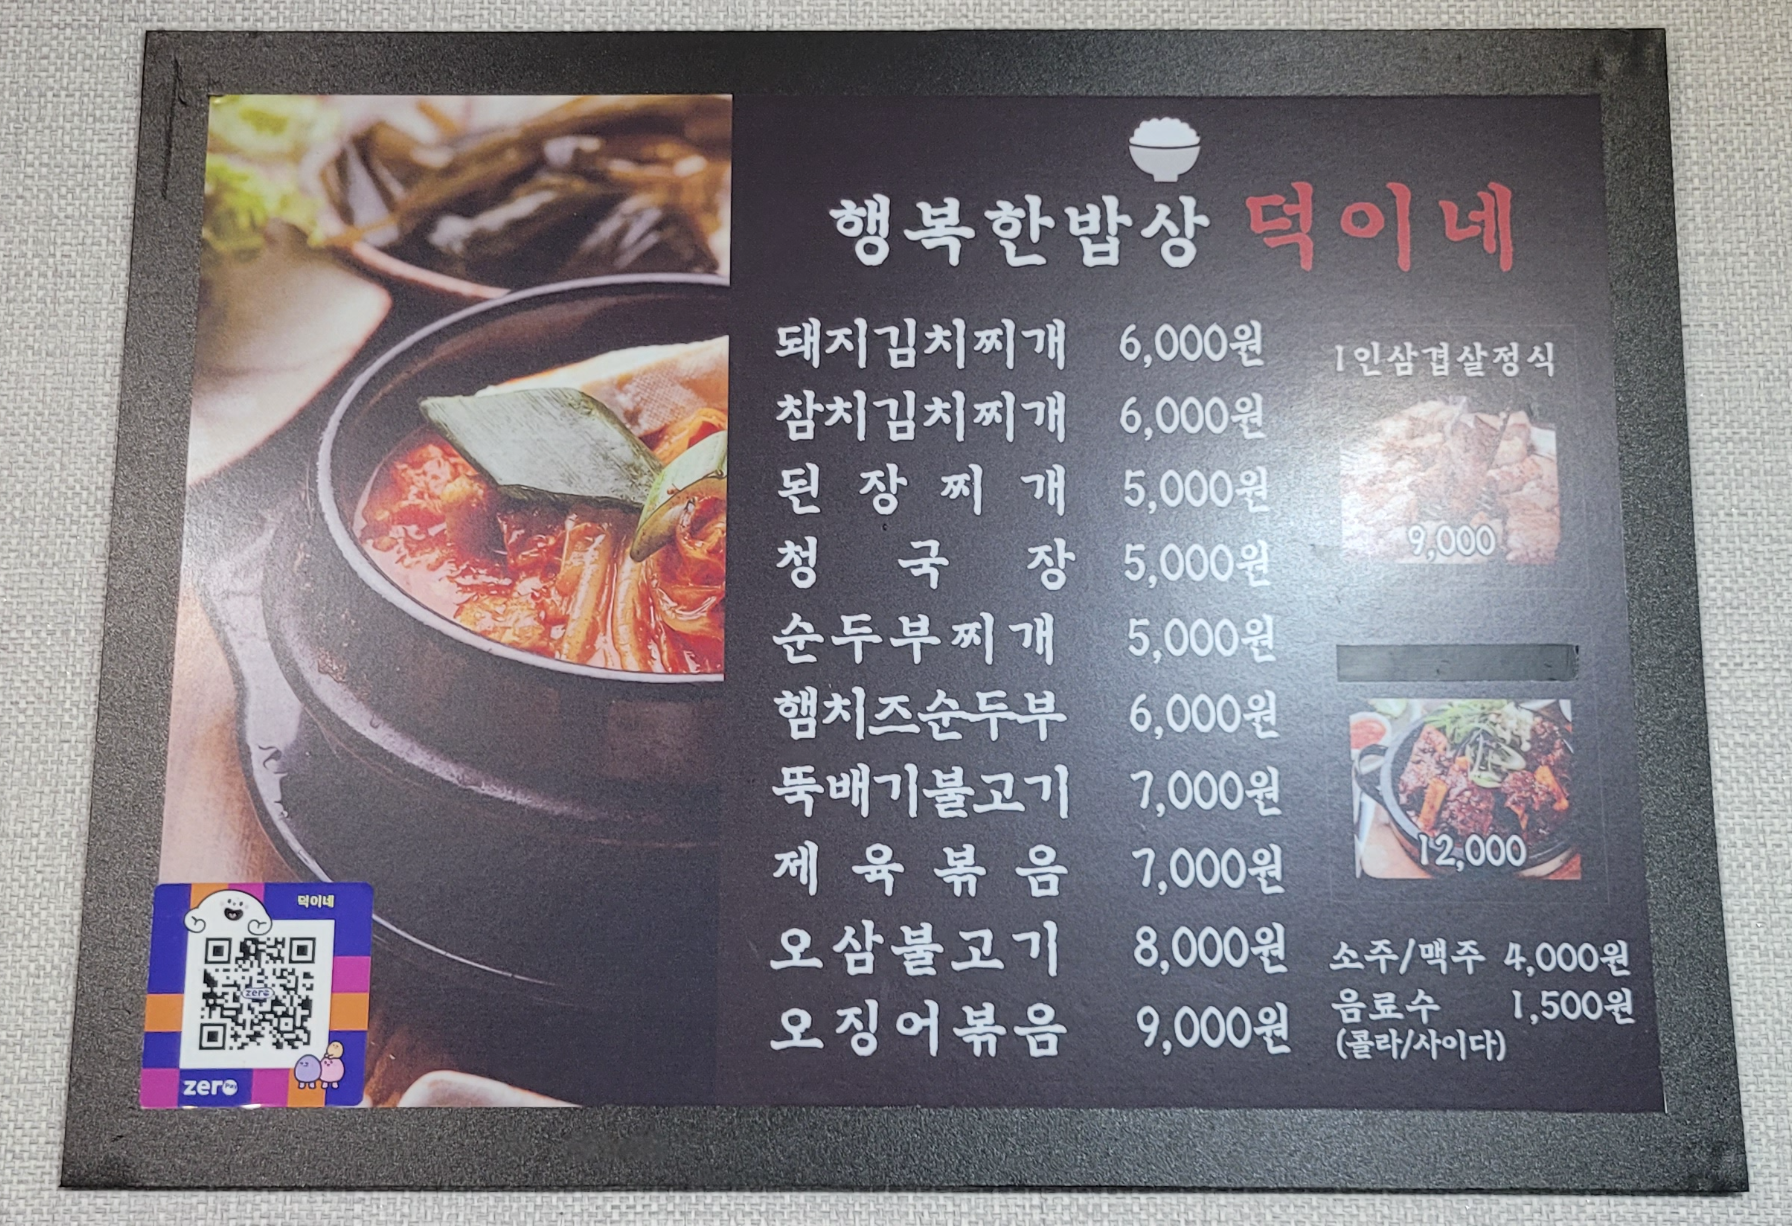 행복한밥상 덕이네
돼지김치찌개 6,000원
참치김치찌개 6,000원
된장찌개 5,000원
청국장 5,000원
순두부찌개 5,000원
햄치즈순두부 6,000원
뚝배기불고기 7,000원
제육볶음 7,000원
오삼불고기 8,000원
오징어볶음 9,000원
1인삼겹살정식
9,000
12,000
소주/맥주 4,000원
음료수 1,500원
(콜라/사이다)
덕이네
zero
zero Pay